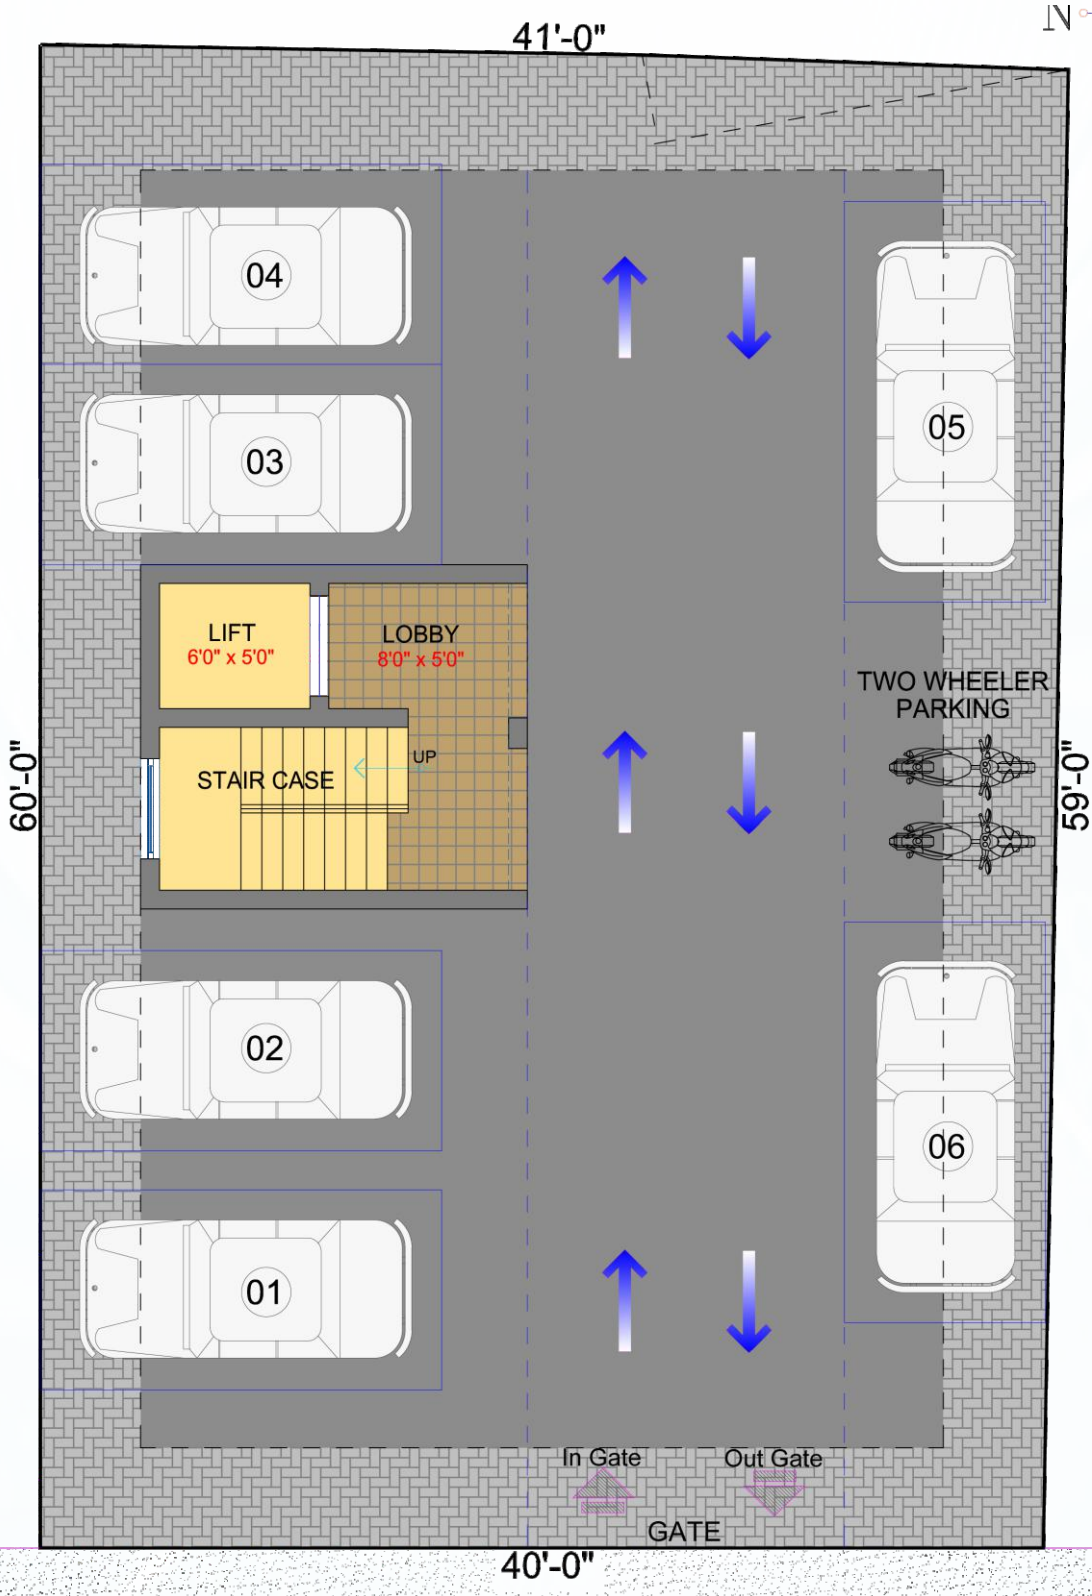 N
41'-0"
04
03
05
LIFT
6'0" x 5'0"
LOBBY
8'0" x 5'0"
TWO WHEELER
PARKING
UP
STAIR CASE
60'-0"
59'-0"
02
06
01
In Gate
Out Gate
GATE
40'-0"